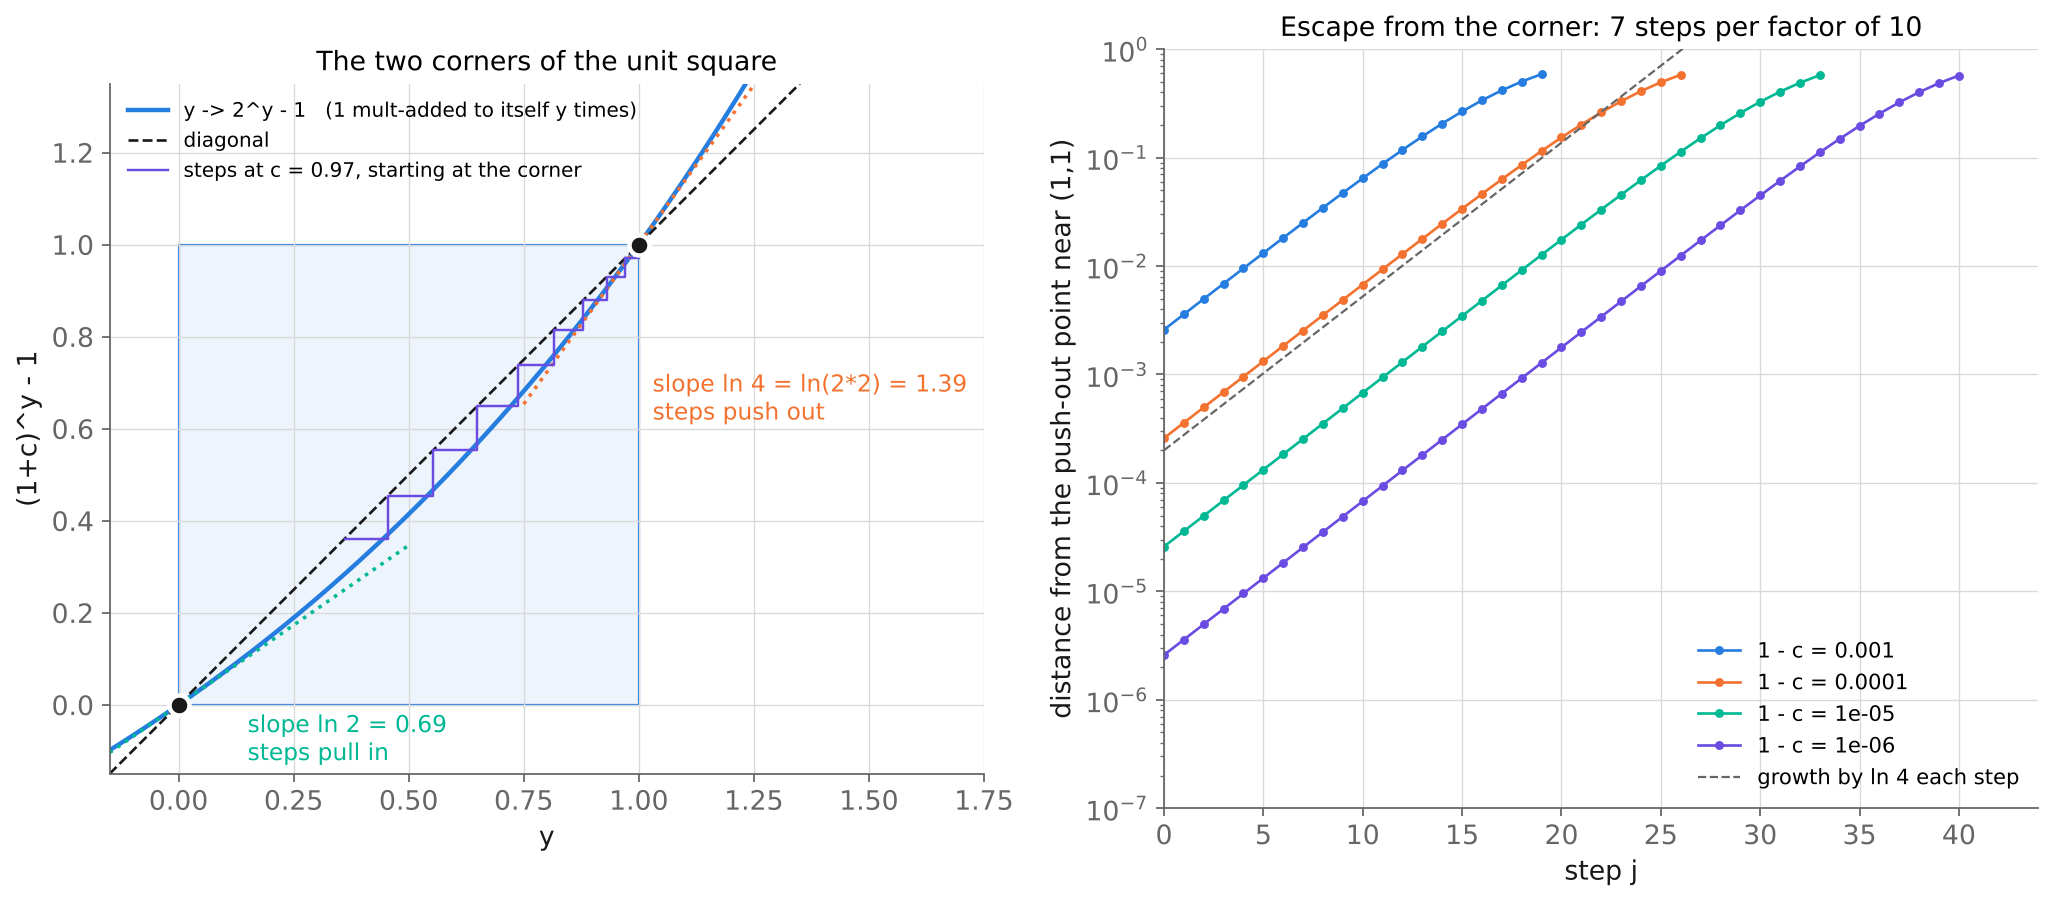 The two corners of the unit square
y -> 2^y - 1   (1 mult-added to itself y times)
diagonal
steps at c = 0.97, starting at the corner
slope ln 4 = ln(2*2) = 1.39
steps push out
slope ln 2 = 0.69
steps pull in
(1+c)^y - 1
1.2
1.0
0.8
0.6
0.4
0.2
0.0
0.00 0.25 0.50 0.75 1.00 1.25 1.50 1.75
y
Escape from the corner: 7 steps per factor of 10
distance from the push-out point near (1,1)
10^0
10^-1
10^-2
10^-3
10^-4
10^-5
10^-6
10^-7
1 - c = 0.001
1 - c = 0.0001
1 - c = 1e-05
1 - c = 1e-06
growth by ln 4 each step
0 5 10 15 20 25 30 35 40
step j